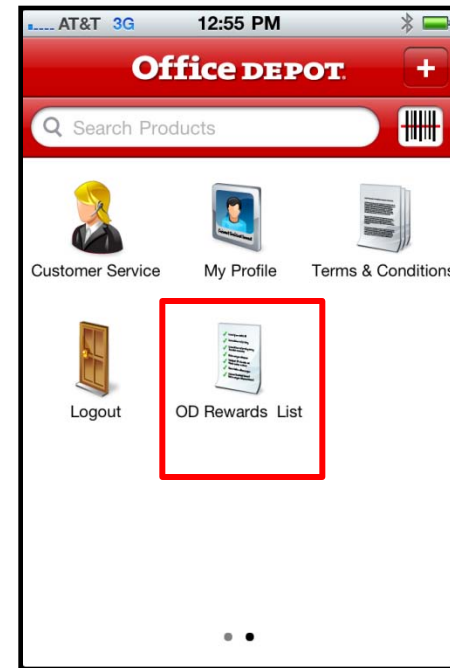 AT&T 3G 12:55 PM
Office DEPOT.
+
Search Products
Customer Service My Profile Terms & Conditions
Logout OD Rewards List